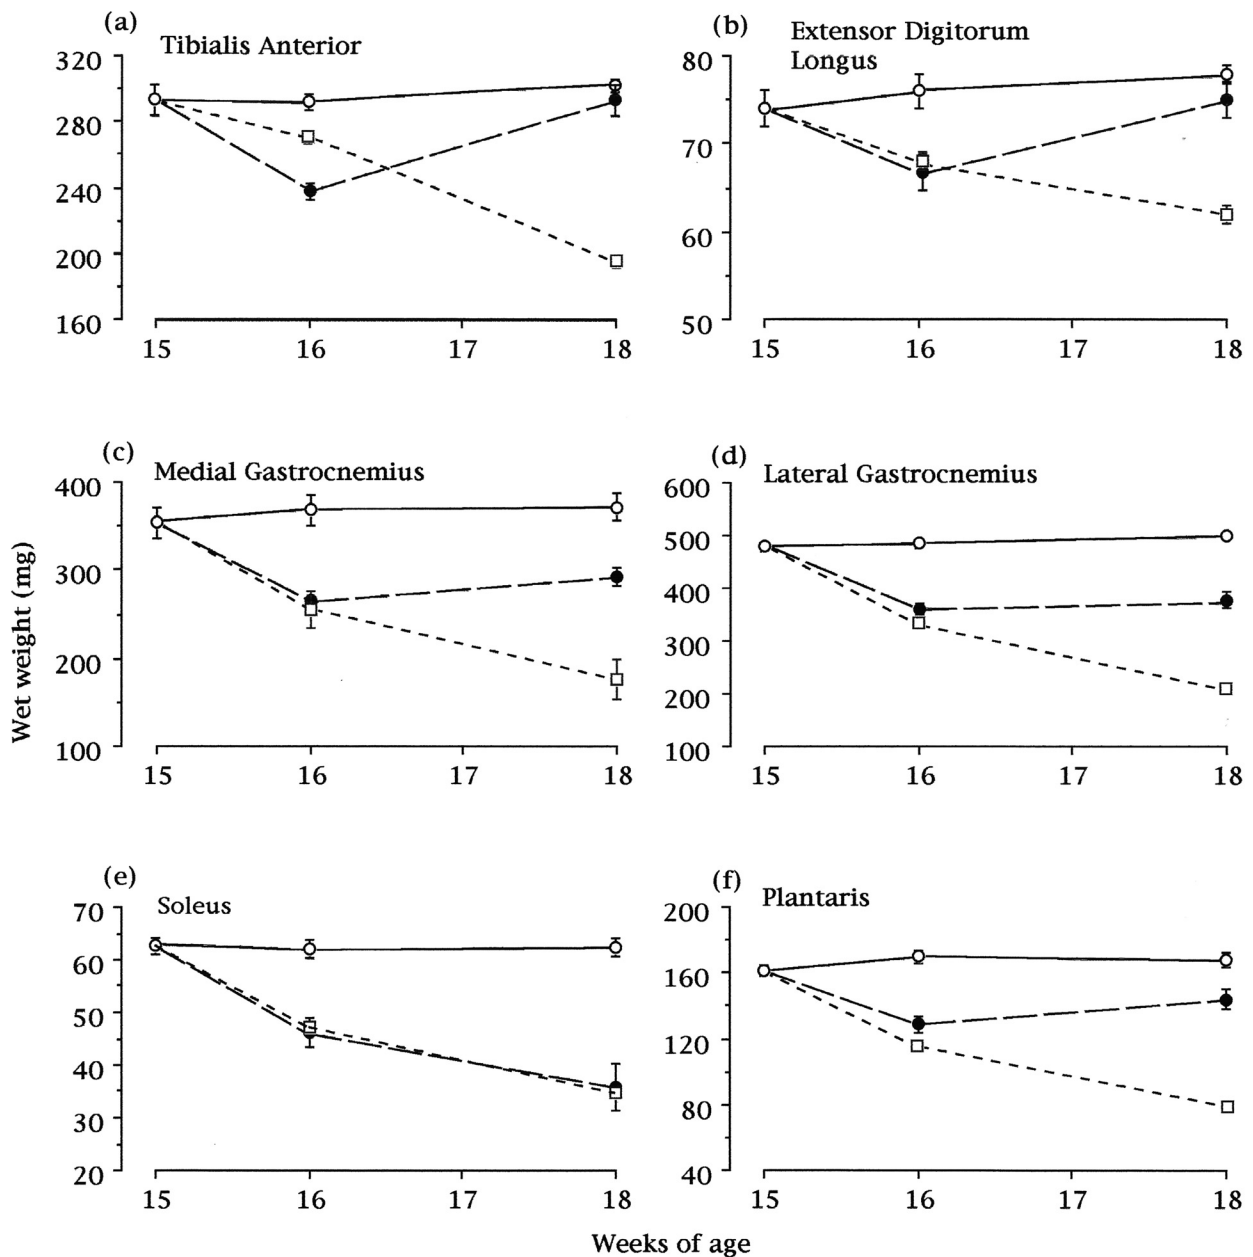 (a)
Tibialis Anterior
320
280
240
200
160
15 16 17 18
(b)
Extensor Digitorum
Longus
80
70
60
50
15 16 17 18
(c)
Medial Gastrocnemius
400
300
200
100
15 16 17 18
(d)
Lateral Gastrocnemius
600
500
400
300
200
100
15 16 17 18
Wet weight (mg)
(e)
Soleus
70
60
50
40
30
20
15 16 17 18
(f)
Plantaris
200
160
120
80
40
15 16 17 18
Weeks of age